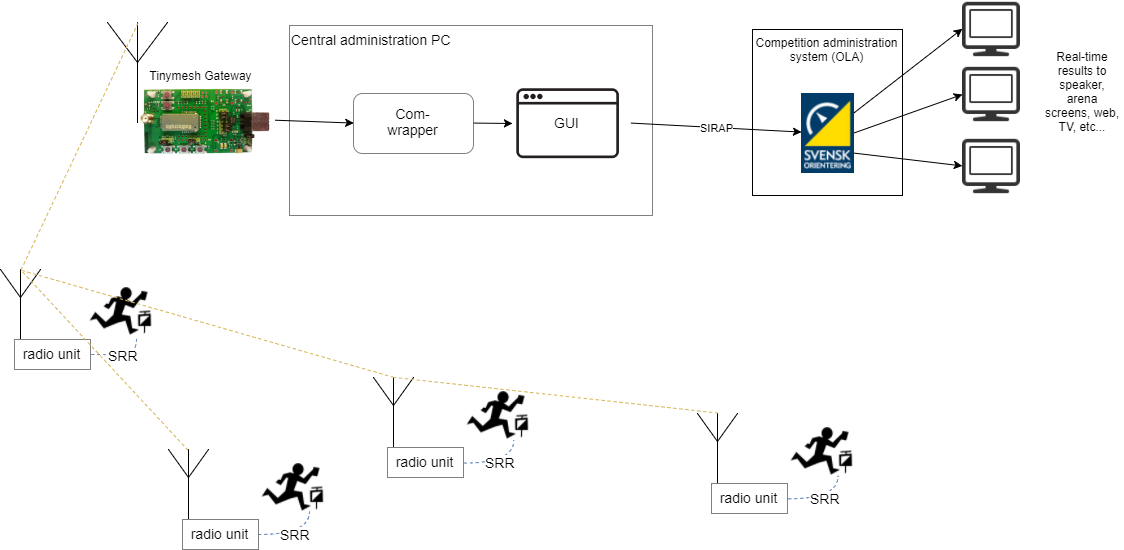 Central administration PC
Tinymesh Gateway
Com-
wrapper
GUI
SIRAP
Competition administration
system (OLA)
SVENSK
ORIENTERING
Real-time
results to
speaker,
arena
screens, web,
TV, etc...
radio unit
SRR
radio unit
SRR
radio unit
SRR
radio unit
SRR